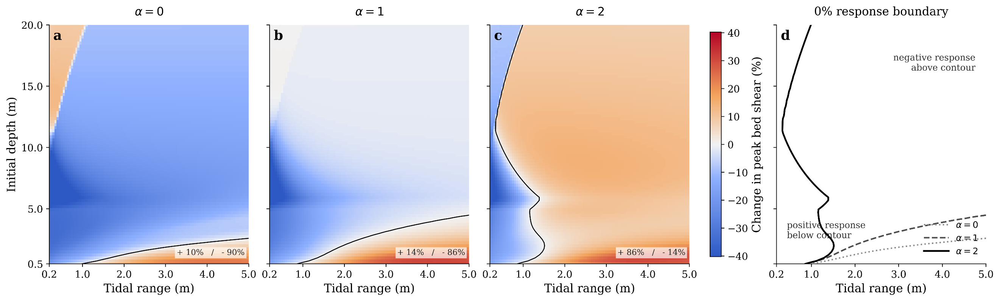 α = 0
α = 1
α = 2
0% response boundary
a
b
c
d
20.0
15.0
10.0
5.0
0.5
Initial depth (m)
+ 10% / - 90%
+ 14% / - 86%
+ 86% / - 14%
0.2 1.0 2.0 3.0 4.0 5.0
Tidal range (m)
0.2 1.0 2.0 3.0 4.0 5.0
Tidal range (m)
0.2 1.0 2.0 3.0 4.0 5.0
Tidal range (m)
40
30
20
10
0
−10
−20
−30
−40
Change in peak bed shear (%)
negative response
above contour
positive response
below contour
α = 0
α = 1
α = 2
0.2 1.0 2.0 3.0 4.0 5.0
Tidal range (m)